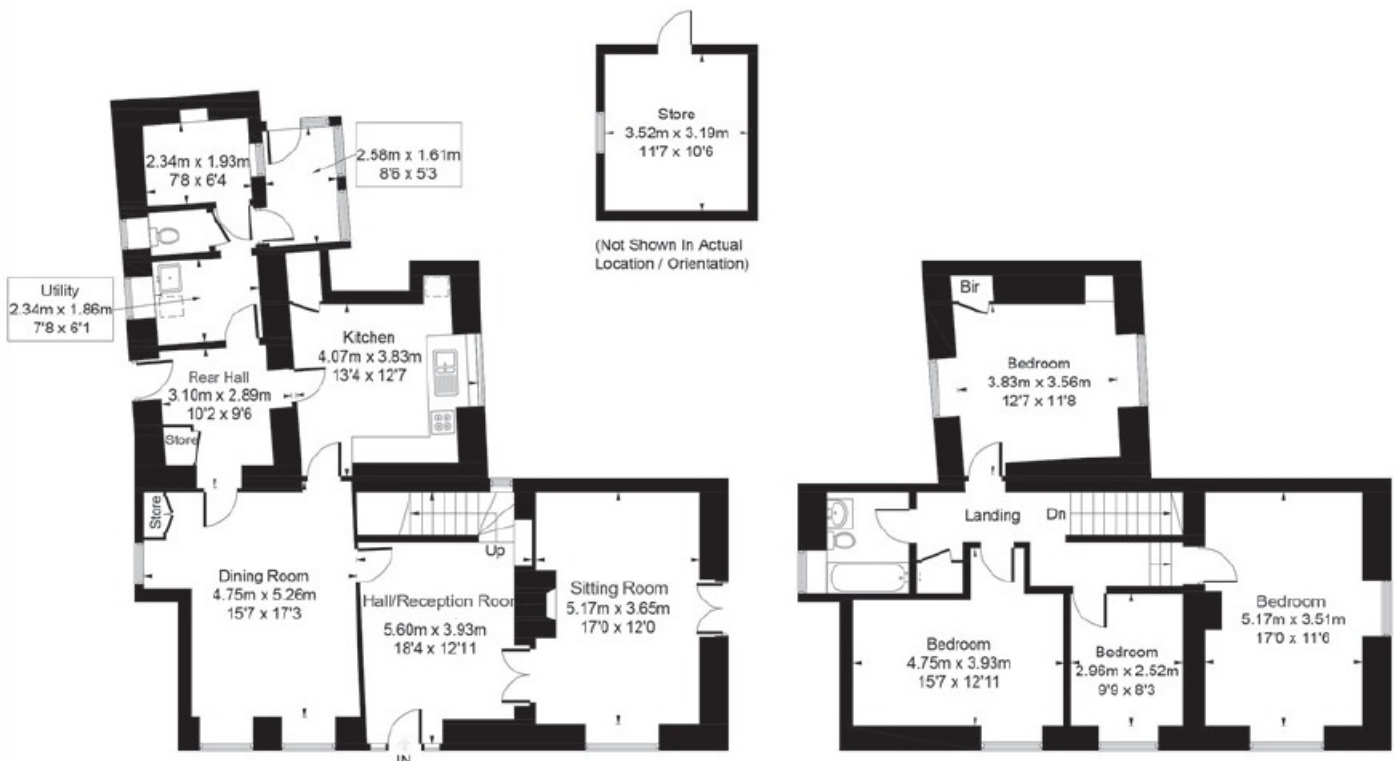 Store
3.52m x 3.19m
11'7 x 10'6
(Not Shown In Actual
Location / Orientation)
2.34m x 1.93m
7'8 x 6'4
2.58m x 1.61m
8'6 x 5'3
Utility
2.34m x 1.86m
7'8 x 6'1
Kitchen
4.07m x 3.83m
13'4 x 12'7
Rear Hall
3.10m x 2.89m
10'2 x 9'6
Store
Store
Dining Room
4.75m x 5.26m
15'7 x 17'3
Up
Hall/Reception Room
5.60m x 3.93m
18'4 x 12'11
Sitting Room
5.17m x 3.65m
17'0 x 12'0
IN
Bir
Bedroom
3.83m x 3.56m
12'7 x 11'8
Landing
Dn
Bedroom
4.75m x 3.93m
15'7 x 12'11
Bedroom
2.96m x 2.52m
9'9 x 8'3
Bedroom
5.17m x 3.51m
17'0 x 11'6